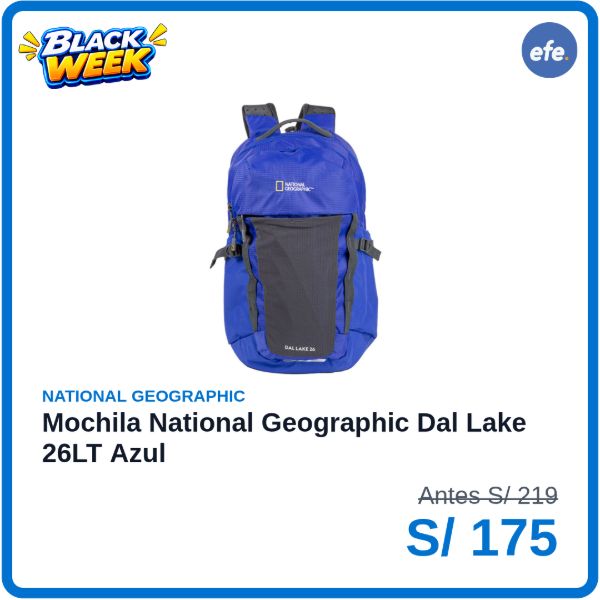 BLACK
WEEK
efe.
NATIONAL
GEOGRAPHIC™
DAL LAKE 26
NATIONAL GEOGRAPHIC
Mochila National Geographic Dal Lake
26LT Azul
Antes S/ 219
S/ 175